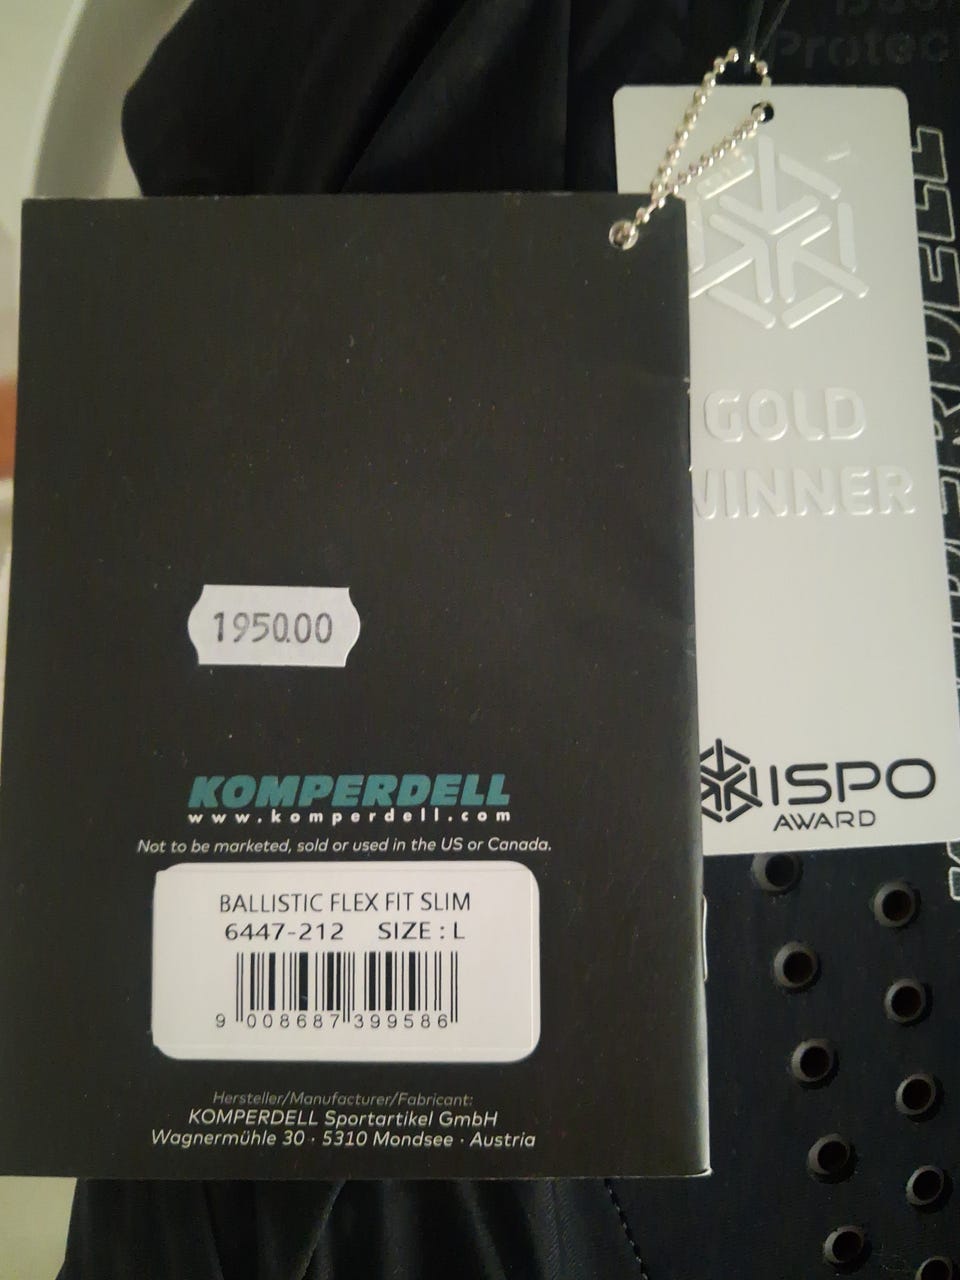 Protec
GOLD
WINNER
1950.00
KOMPERDELL
www.komperdell.com
Not to be marketed, sold or used in the US or Canada.
ISPO
AWARD
BALLISTIC FLEX FIT SLIM
6447-212 SIZE : L
9 008687 399586
Hersteller/Manufacturer/Fabricant:
KOMPERDELL Sportartikel GmbH
Wagnermühle 30 · 5310 Mondsee · Austria